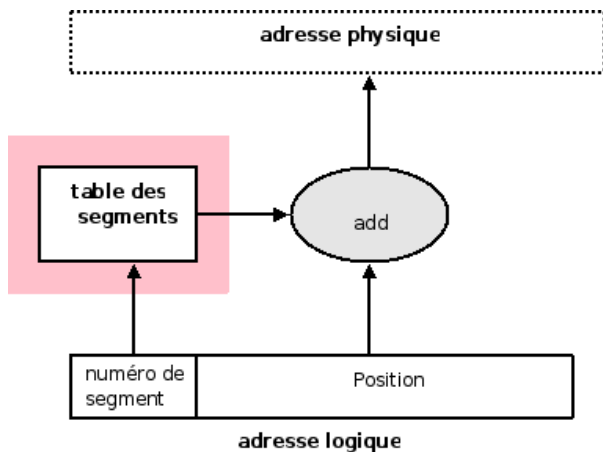 adresse physique
table des
segments
add
numéro de
segment
Position
adresse logique